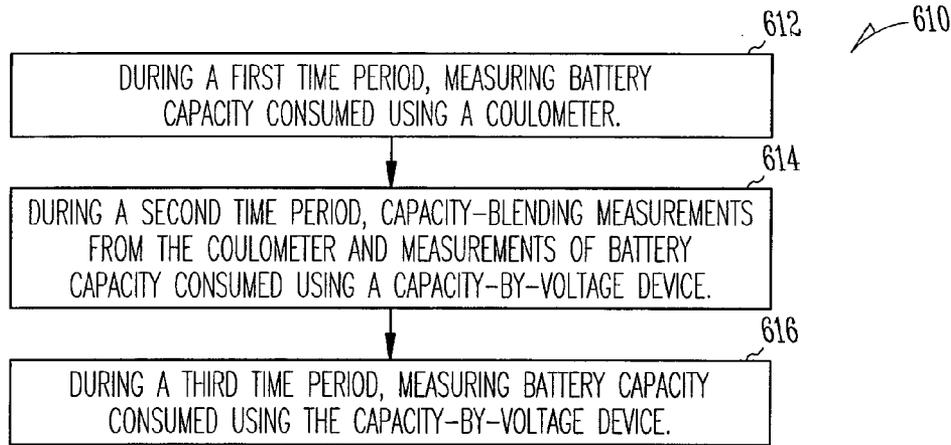 610
612
DURING A FIRST TIME PERIOD, MEASURING BATTERY
CAPACITY CONSUMED USING A COULOMETER.
614
DURING A SECOND TIME PERIOD, CAPACITY-BLENDING MEASUREMENTS
FROM THE COULOMETER AND MEASUREMENTS OF BATTERY
CAPACITY CONSUMED USING A CAPACITY-BY-VOLTAGE DEVICE.
616
DURING A THIRD TIME PERIOD, MEASURING BATTERY CAPACITY
CONSUMED USING THE CAPACITY-BY-VOLTAGE DEVICE.